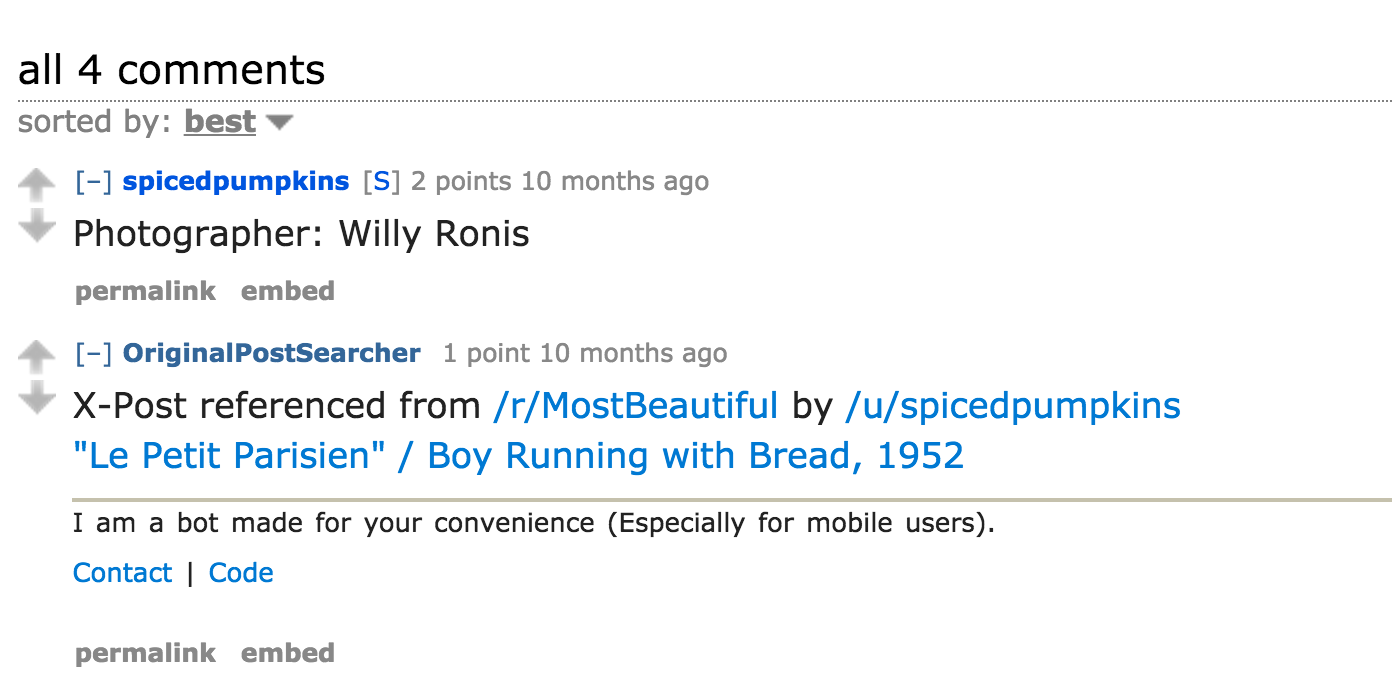 all 4 comments
sorted by: best
[–] spicedpumpkins [S] 2 points 10 months ago
Photographer: Willy Ronis
permalink embed
[–] OriginalPostSearcher 1 point 10 months ago
X-Post referenced from /r/MostBeautiful by /u/spicedpumpkins
"Le Petit Parisien" / Boy Running with Bread, 1952
I am a bot made for your convenience (Especially for mobile users).
Contact | Code
permalink embed